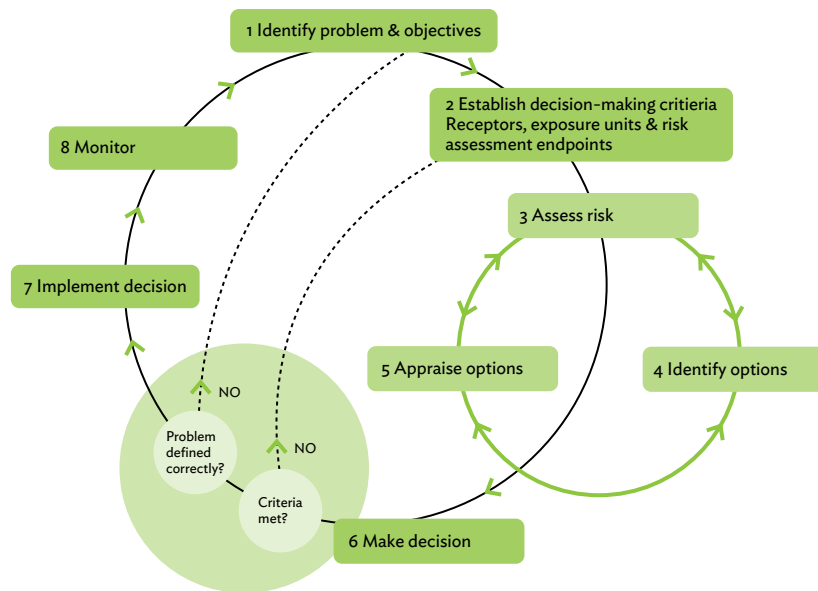 1 Identify problem & objectives
2 Establish decision-making critieria
Receptors, exposure units & risk
assessment endpoints
3 Assess risk
4 Identify options
5 Appraise options
6 Make decision
Criteria
met?
NO
Problem
defined
correctly?
NO
7 Implement decision
8 Monitor